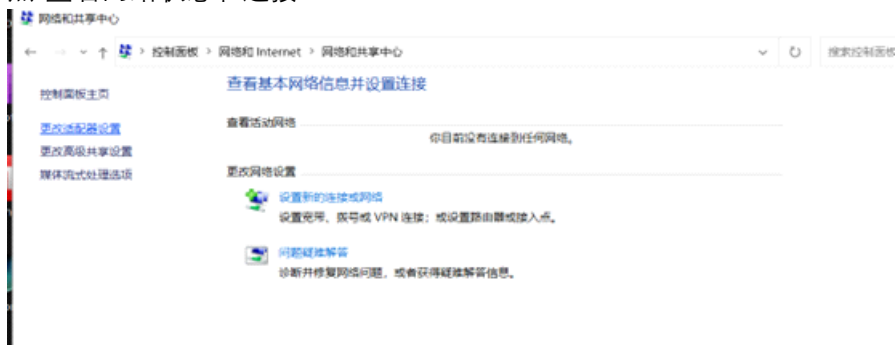 网络和共享中心
← → ↑ > 控制面板 > 网络和 Internet > 网络和共享中心
搜索控制面板
控制面板主页
更改适配器设置
更改高级共享设置
媒体流式处理选项
查看基本网络信息并设置连接
查看活动网络
你目前没有连接到任何网络。
更改网络设置
设置新的连接或网络
设置宽带、拨号或 VPN 连接；或设置路由器或接入点。
问题疑难解答
诊断并修复网络问题，或者获得疑难解答信息。